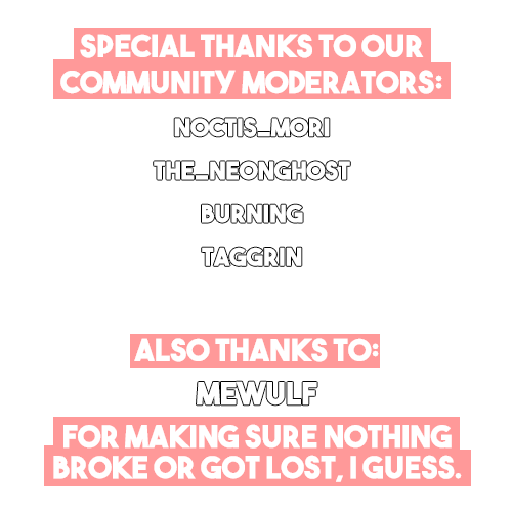 SPECIAL THANKS TO OUR
COMMUNITY MODERATORS:
NOCTIS_MORI
THE_NEONGHOST
BURNING
TAGGRIN
ALSO THANKS TO:
MEWULF
FOR MAKING SURE NOTHING
BROKE OR GOT LOST, I GUESS.